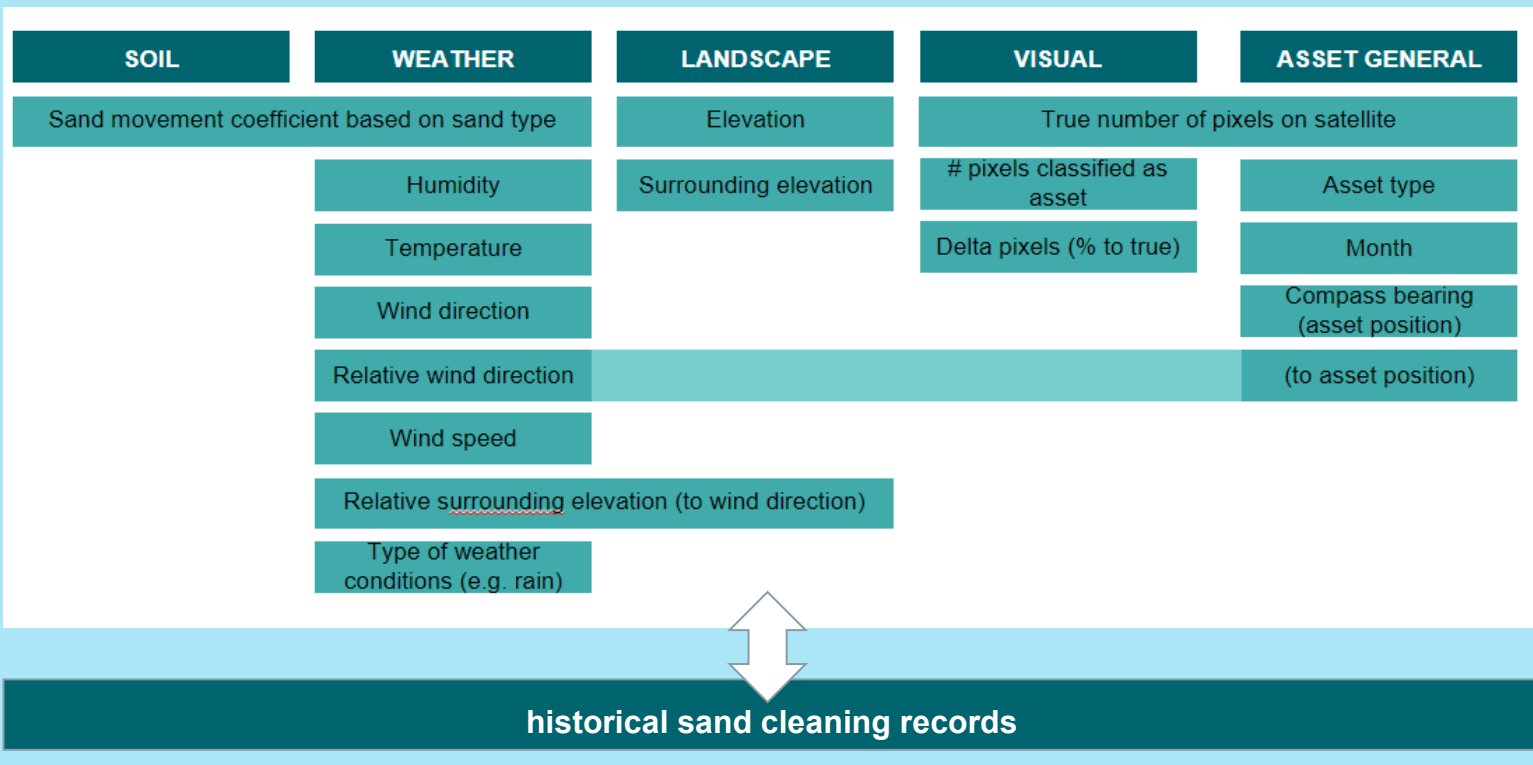 SOIL
WEATHER
LANDSCAPE
VISUAL
ASSET GENERAL
Sand movement coefficient based on sand type
Elevation
True number of pixels on satellite
Humidity
Surrounding elevation
# pixels classified as
asset
Asset type
Temperature
Delta pixels (% to true)
Month
Wind direction
Compass bearing
(asset position)
Relative wind direction
(to asset position)
Wind speed
Relative surrounding elevation (to wind direction)
Type of weather
conditions (e.g. rain)
historical sand cleaning records